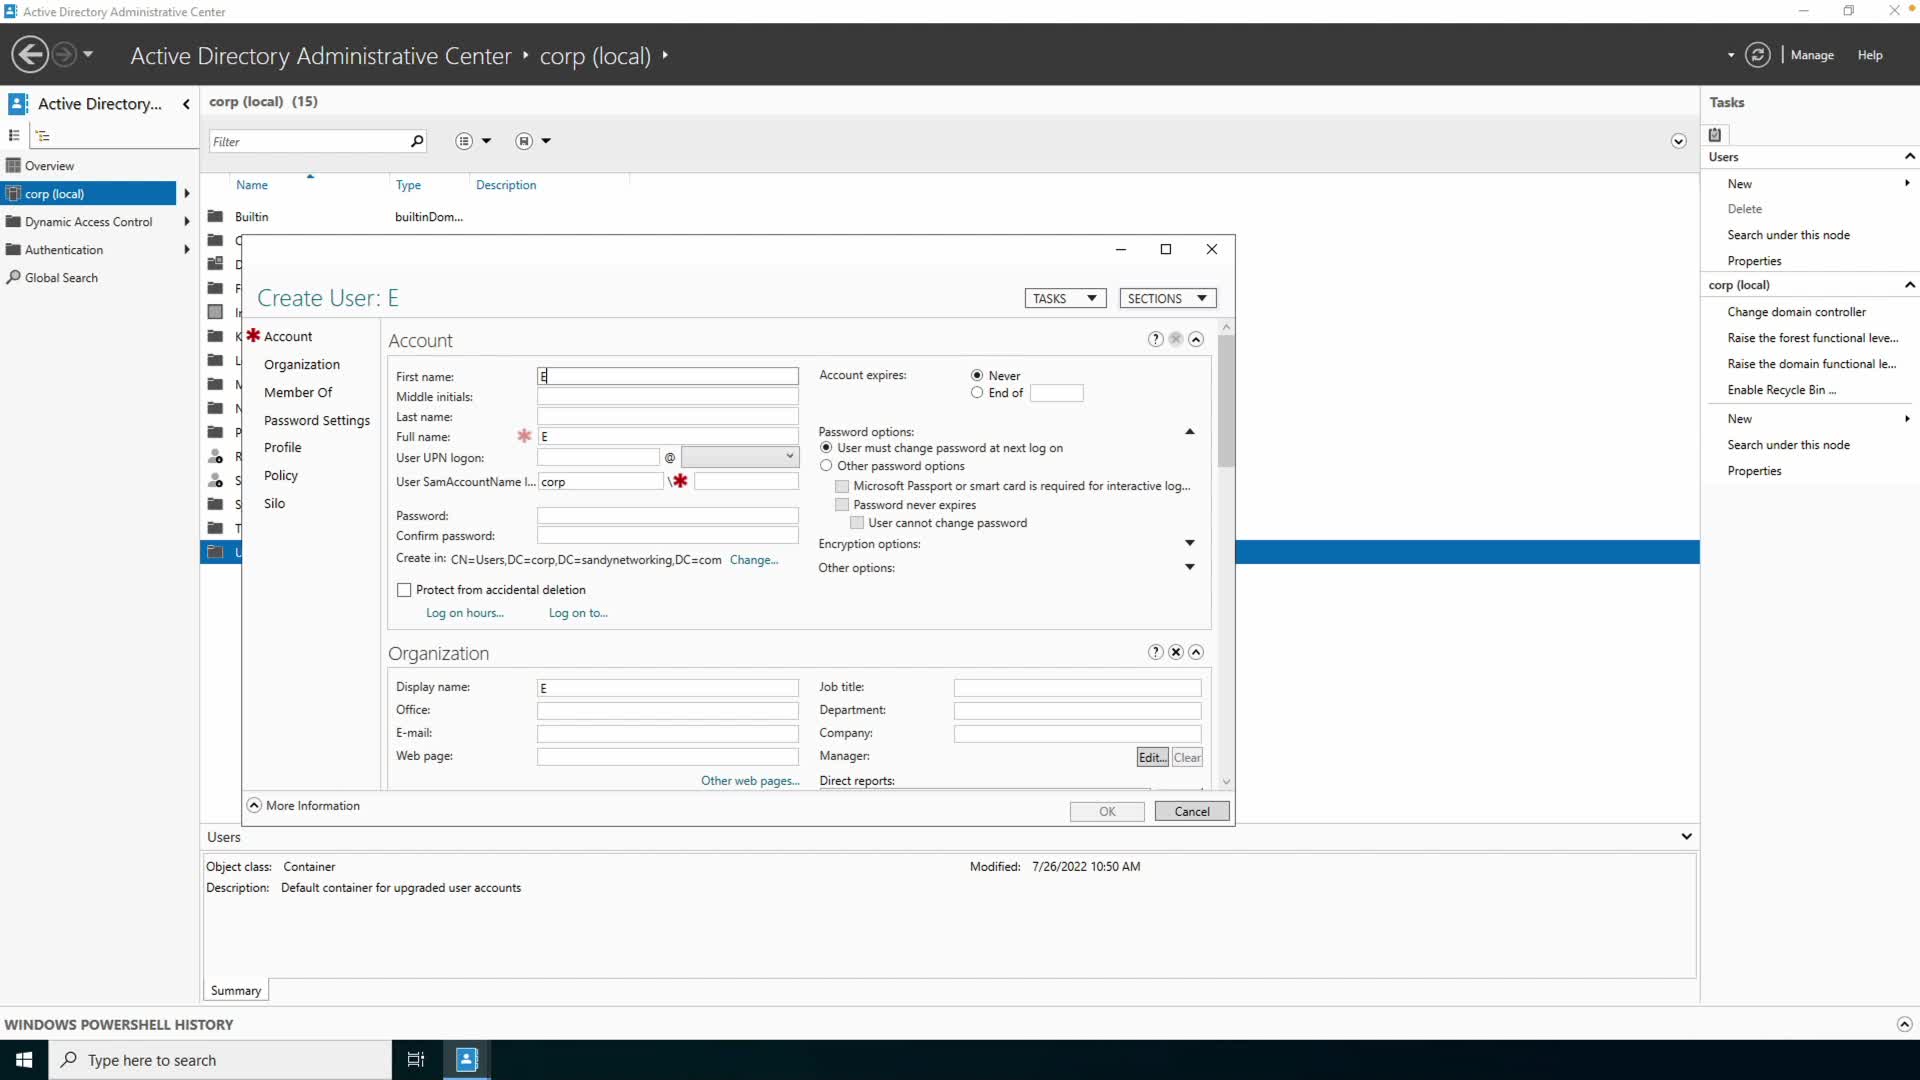 Active Directory Administrative Center
Active Directory Administrative Center ‣ corp (local) ‣
Manage
Help
Active Directory...
corp (local) (15)
Tasks
Filter
Overview
corp (local)
Dynamic Access Control
Authentication
Global Search
Name
Type
Description
Builtin
builtinDom...
Users
New
Delete
Search under this node
Properties
corp (local)
Change domain controller
Raise the forest functional leve...
Raise the domain functional le...
Enable Recycle Bin ...
New
Search under this node
Properties
Create User: E
TASKS
SECTIONS
Account
Organization
Member Of
Password Settings
Profile
Policy
Silo
Account
First name: E
Middle initials:
Last name:
Full name: * E
User UPN logon: @
User SamAccountName l... corp \*
Password:
Confirm password:
Create in: CN=Users,DC=corp,DC=sandynetworking,DC=com Change...
Protect from accidental deletion
Log on hours... Log on to...
Account expires: Never
End of
Password options:
User must change password at next log on
Other password options
Microsoft Passport or smart card is required for interactive log...
Password never expires
User cannot change password
Encryption options:
Other options:
Organization
Display name: E
Office:
E-mail:
Web page:
Other web pages...
Job title:
Department:
Company:
Manager: Edit... Clear
Direct reports:
More Information
OK
Cancel
Users
Object class: Container
Modified: 7/26/2022 10:50 AM
Description: Default container for upgraded user accounts
Summary
WINDOWS POWERSHELL HISTORY
Type here to search